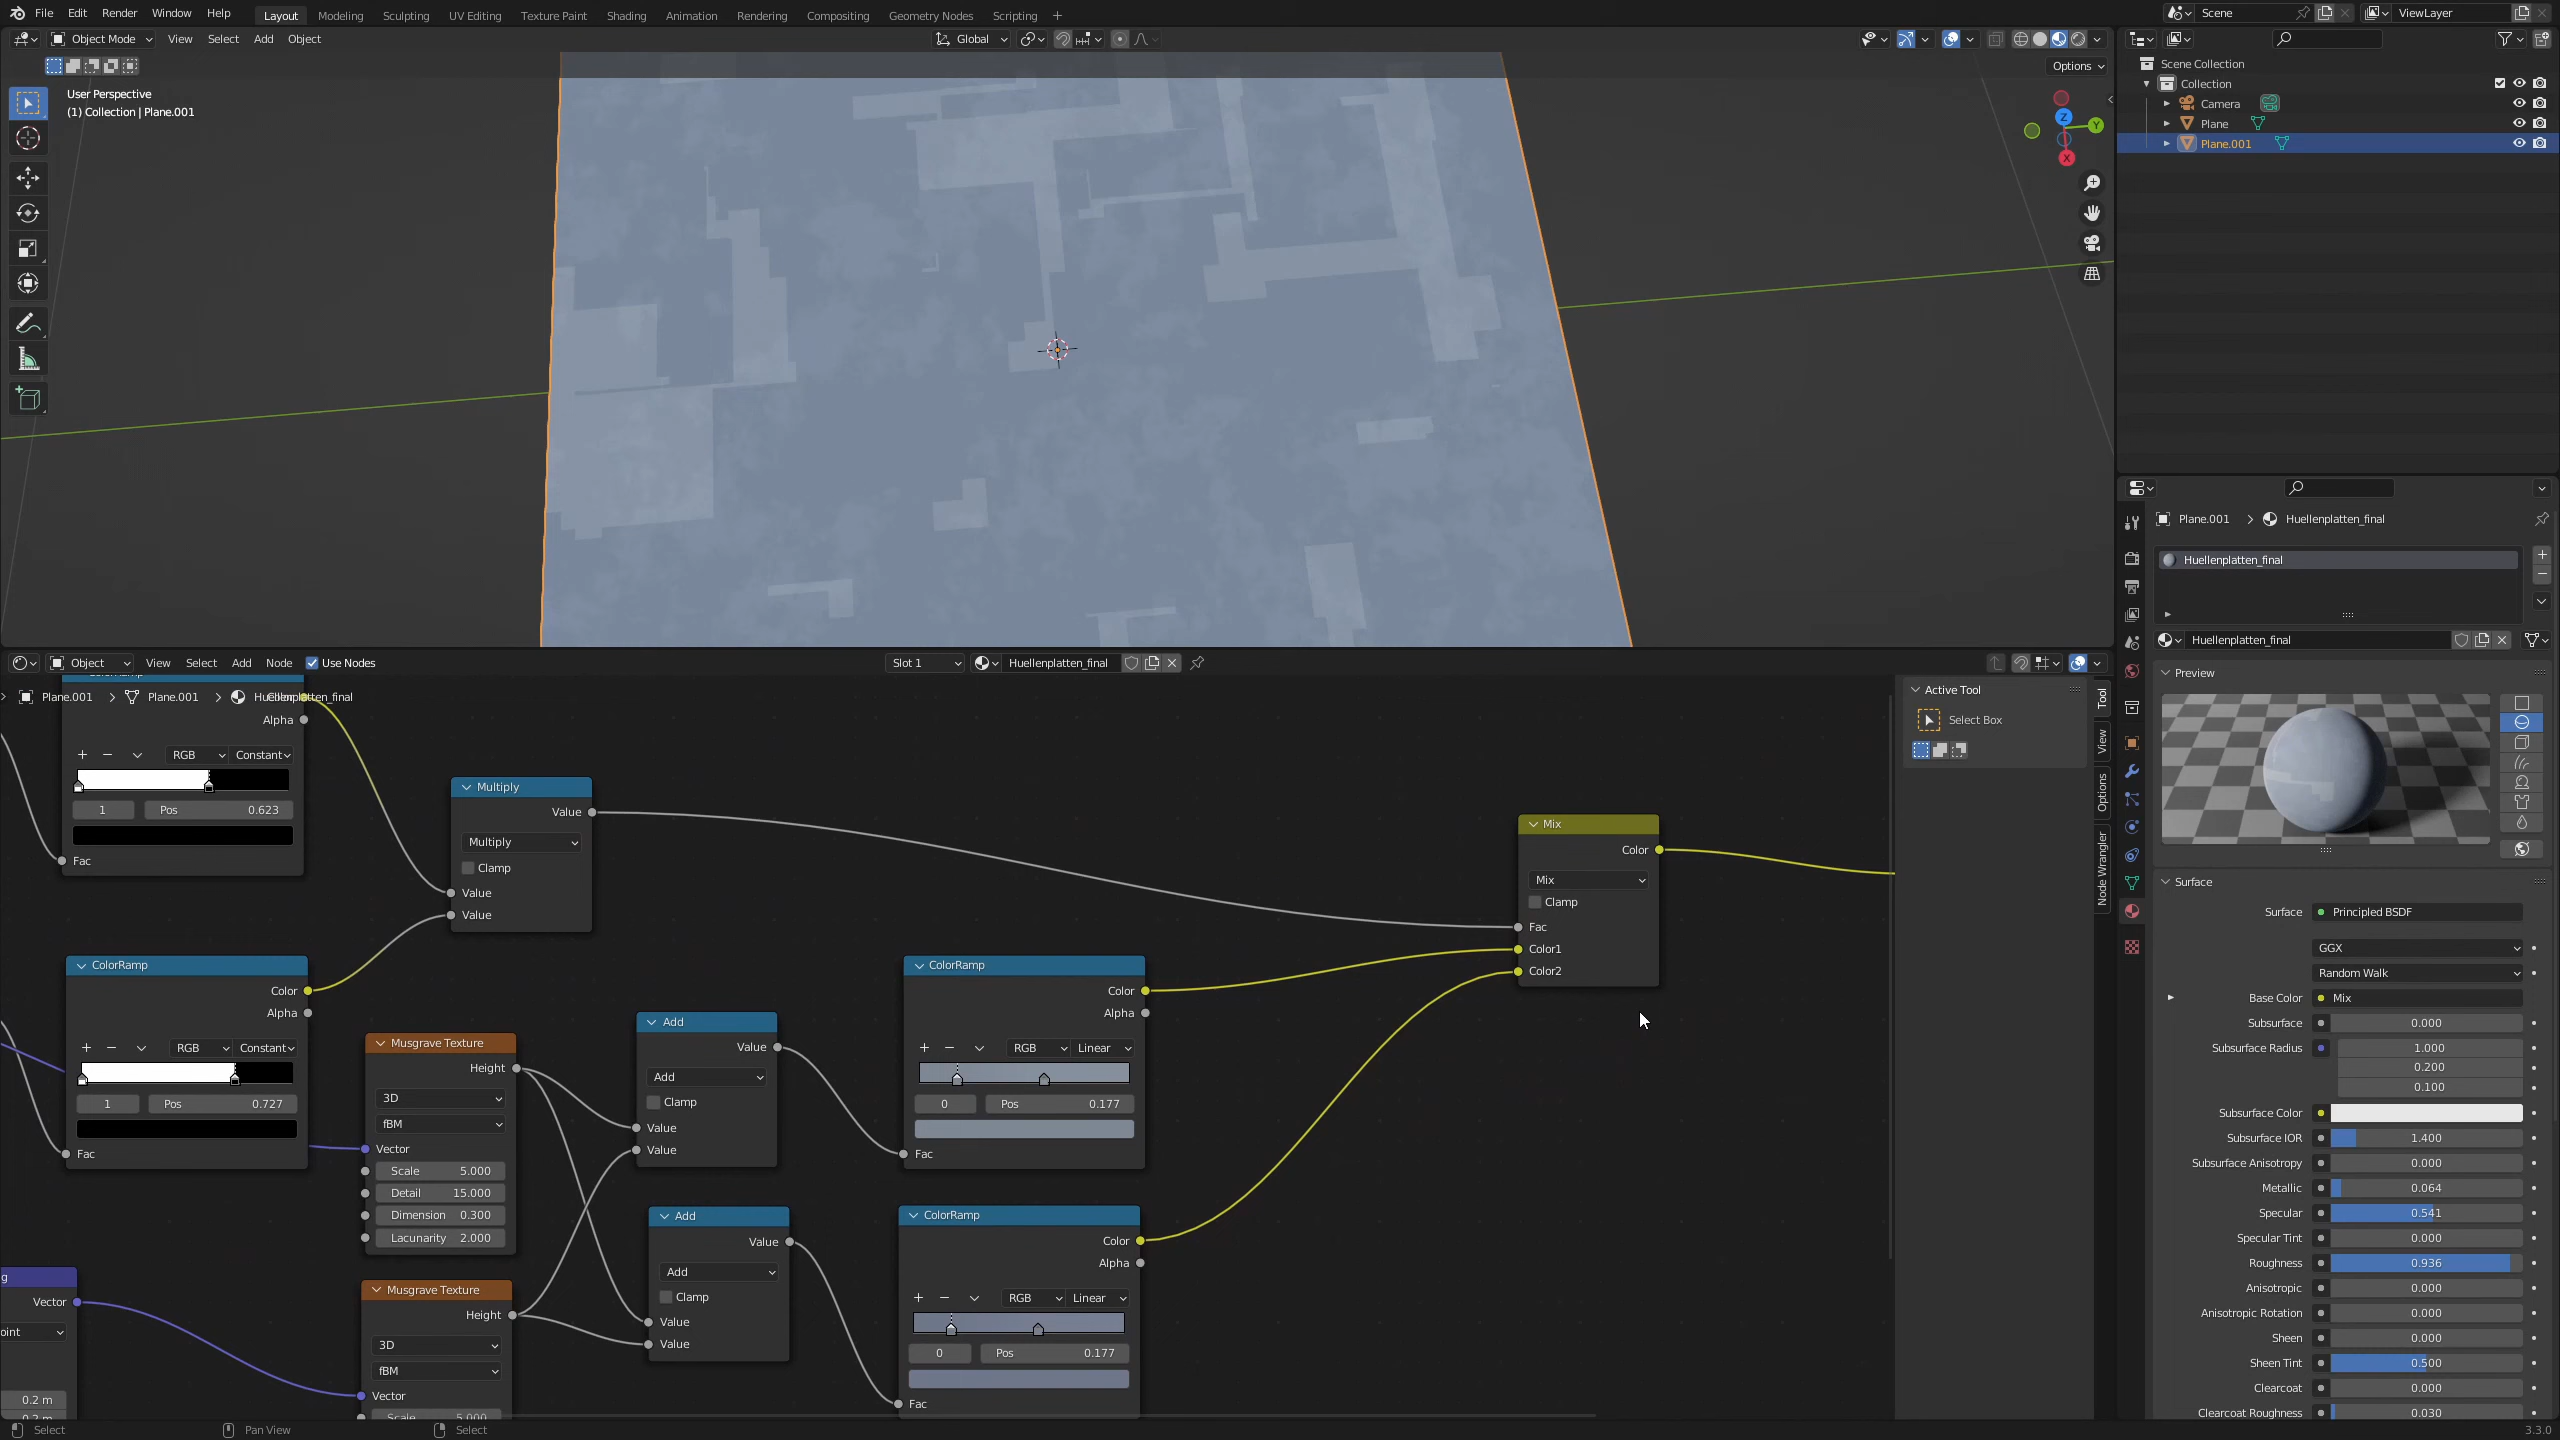 File Edit Render Window Help Layout Modeling Sculpting UV Editing Texture Paint Shading Animation Rendering Compositing Geometry Nodes Scripting + Scene ViewLayer
Object Mode View Select Add Object Global
Options
User Perspective
(1) Collection | Plane.001
X
Y
Z
Scene Collection
Collection
Camera
Plane
Plane.001
Object View Select Add Node Use Nodes Slot 1 Huellenplatten_final
Plane.001 > Plane.001 > Huellenplatten_final
Alpha
RGB Constant
1 Pos 0.623
Fac
Multiply
Value
Multiply
Clamp
Value
Value
ColorRamp
Color
Alpha
RGB Constant
1 Pos 0.727
Fac
Musgrave Texture
Height
3D
fBM
Vector
Scale 5.000
Detail 15.000
Dimension 0.300
Lacunarity 2.000
Add
Value
Add
Clamp
Value
Value
Add
Value
Add
Clamp
Value
Value
g
Vector
oint
0.2 m
0.2 m
Musgrave Texture
Height
3D
fBM
Vector
Scale 5.000
ColorRamp
Color
Alpha
RGB Linear
0 Pos 0.177
Fac
ColorRamp
Color
Alpha
RGB Linear
0 Pos 0.177
Fac
Mix
Color
Mix
Clamp
Fac
Color1
Color2
Active Tool
Select Box
Tool
View
Options
Node Wrangler
Plane.001 > Huellenplatten_final
Huellenplatten_final
Huellenplatten_final
Preview
Surface
Surface Principled BSDF
GGX
Random Walk
Base Color Mix
Subsurface 0.000
Subsurface Radius 1.000
0.200
0.100
Subsurface Color
Subsurface IOR 1.400
Subsurface Anisotropy 0.000
Metallic 0.064
Specular 0.541
Specular Tint 0.000
Roughness 0.936
Anisotropic 0.000
Anisotropic Rotation 0.000
Sheen 0.000
Sheen Tint 0.500
Clearcoat 0.000
Clearcoat Roughness 0.030
Select Pan View Select 3.3.0